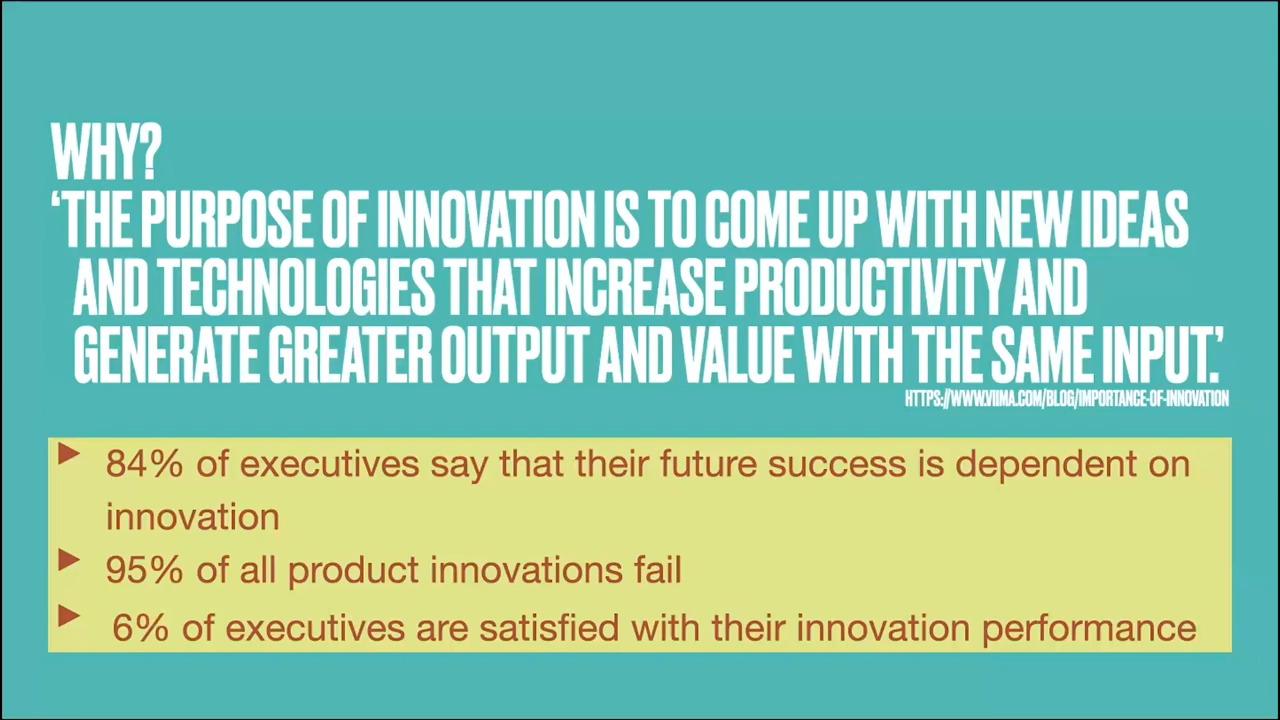 WHY?
‘THE PURPOSE OF INNOVATION IS TO COME UP WITH NEW IDEAS
AND TECHNOLOGIES THAT INCREASE PRODUCTIVITY AND
GENERATE GREATER OUTPUT AND VALUE WITH THE SAME INPUT.’
HTTPS://WWW.VIIMA.COM/BLOG/IMPORTANCE-OF-INNOVATION
84% of executives say that their future success is dependent on
innovation
95% of all product innovations fail
6% of executives are satisfied with their innovation performance